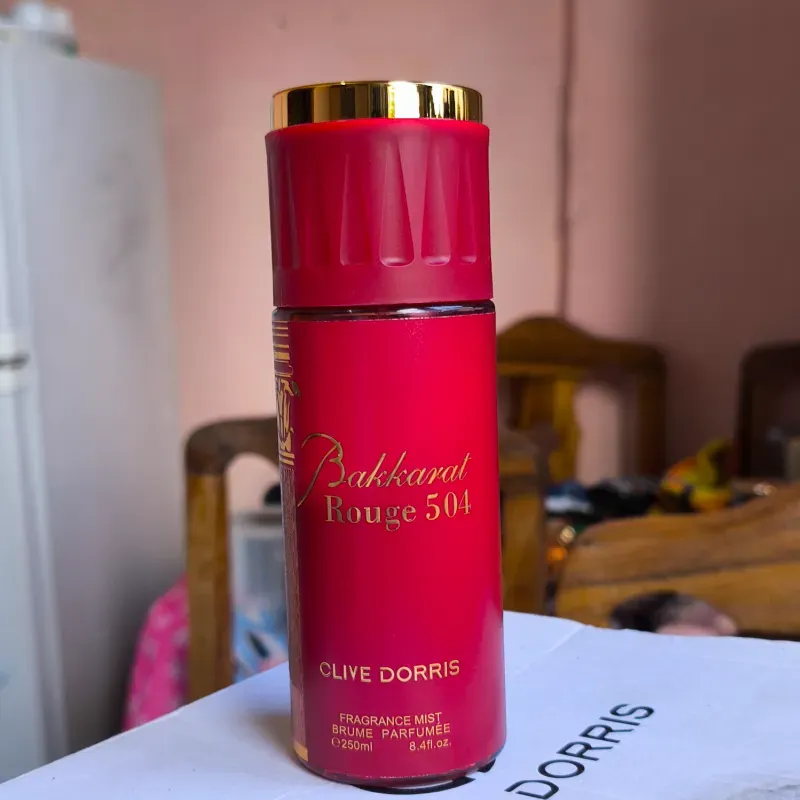 Bakkarat
Rouge 504
CLIVE DORRIS
FRAGRANCE MIST
BRUME PARFUMÉE
℮250ml 8.4fl.oz.
DORRIS